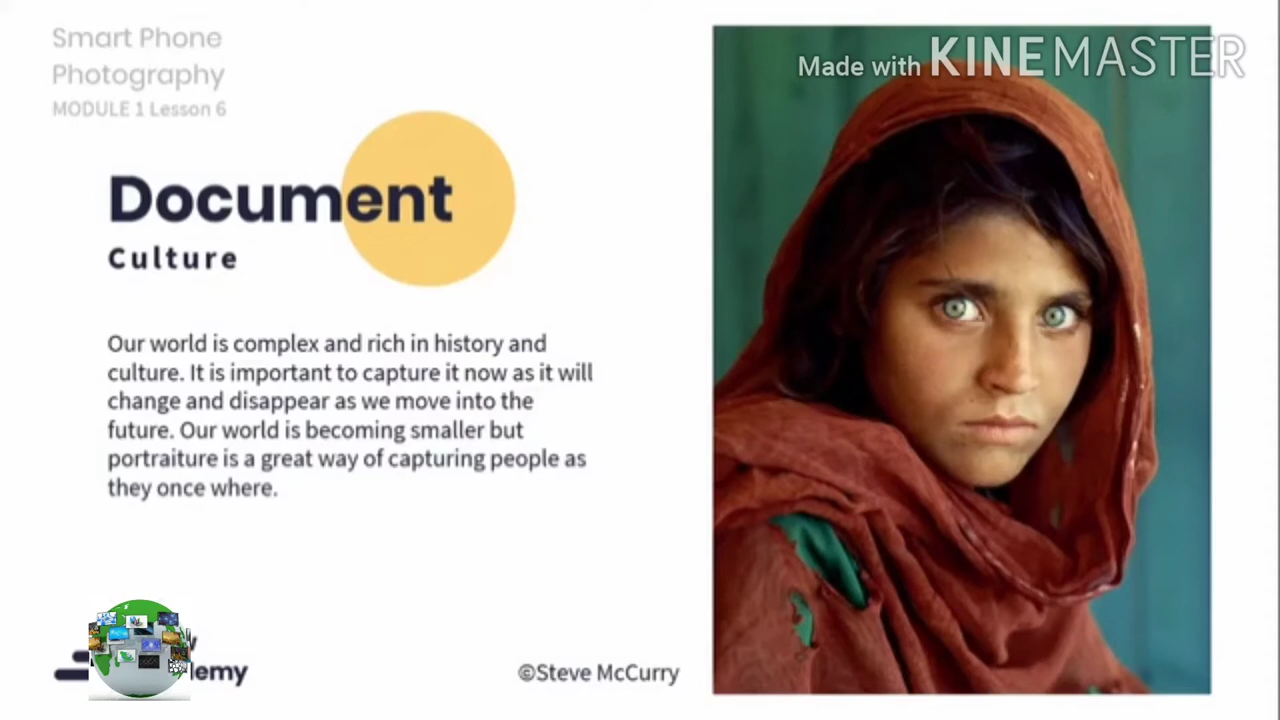 Smart Phone
Photography
MODULE 1 Lesson 6
Made with KINEMASTER
Document
Culture
Our world is complex and rich in history and
culture. It is important to capture it now as it will
change and disappear as we move into the
future. Our world is becoming smaller but
portraiture is a great way of capturing people as
they once where.
©Steve McCurry